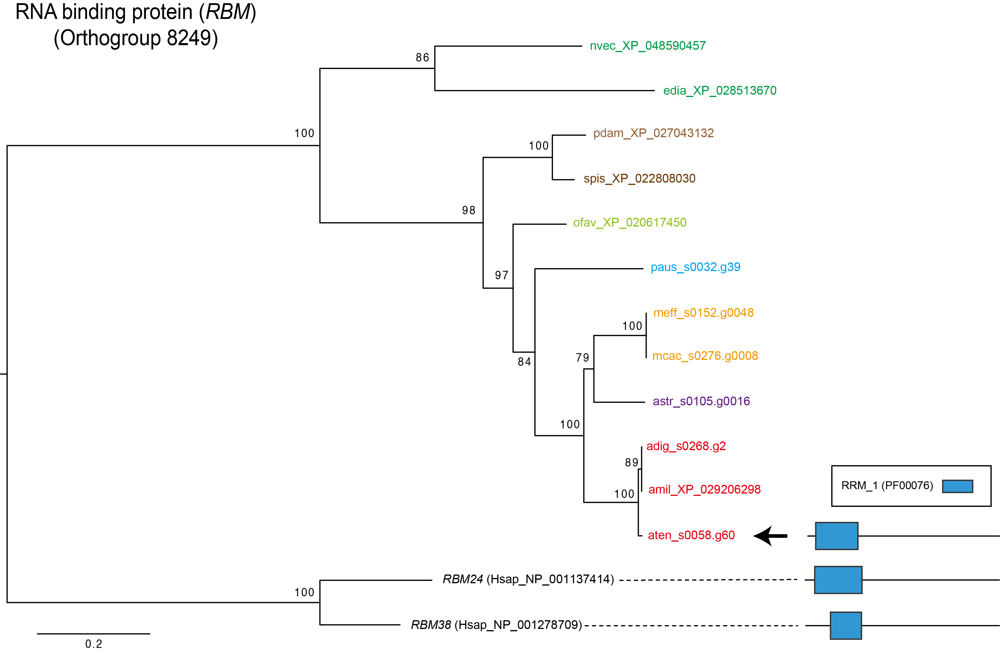 RNA binding protein (RBM)
(Orthogroup 8249)
nvec_XP_048590457
86
edia_XP_028513670
100
pdam_XP_027043132
100
spis_XP_022808030
98
ofav_XP_020617450
paus_s0032.g39
97
meff_s0152.g0048
100
mcac_s0276.g0008
79
84
astr_s0105.g0016
100
adig_s0268.g2
89
RRM_1 (PF00076)
amil_XP_029206298
100
aten_s0058.g60
RBM24 (Hsap_NP_001137414)
100
RBM38 (Hsap_NP_001278709)
0.2